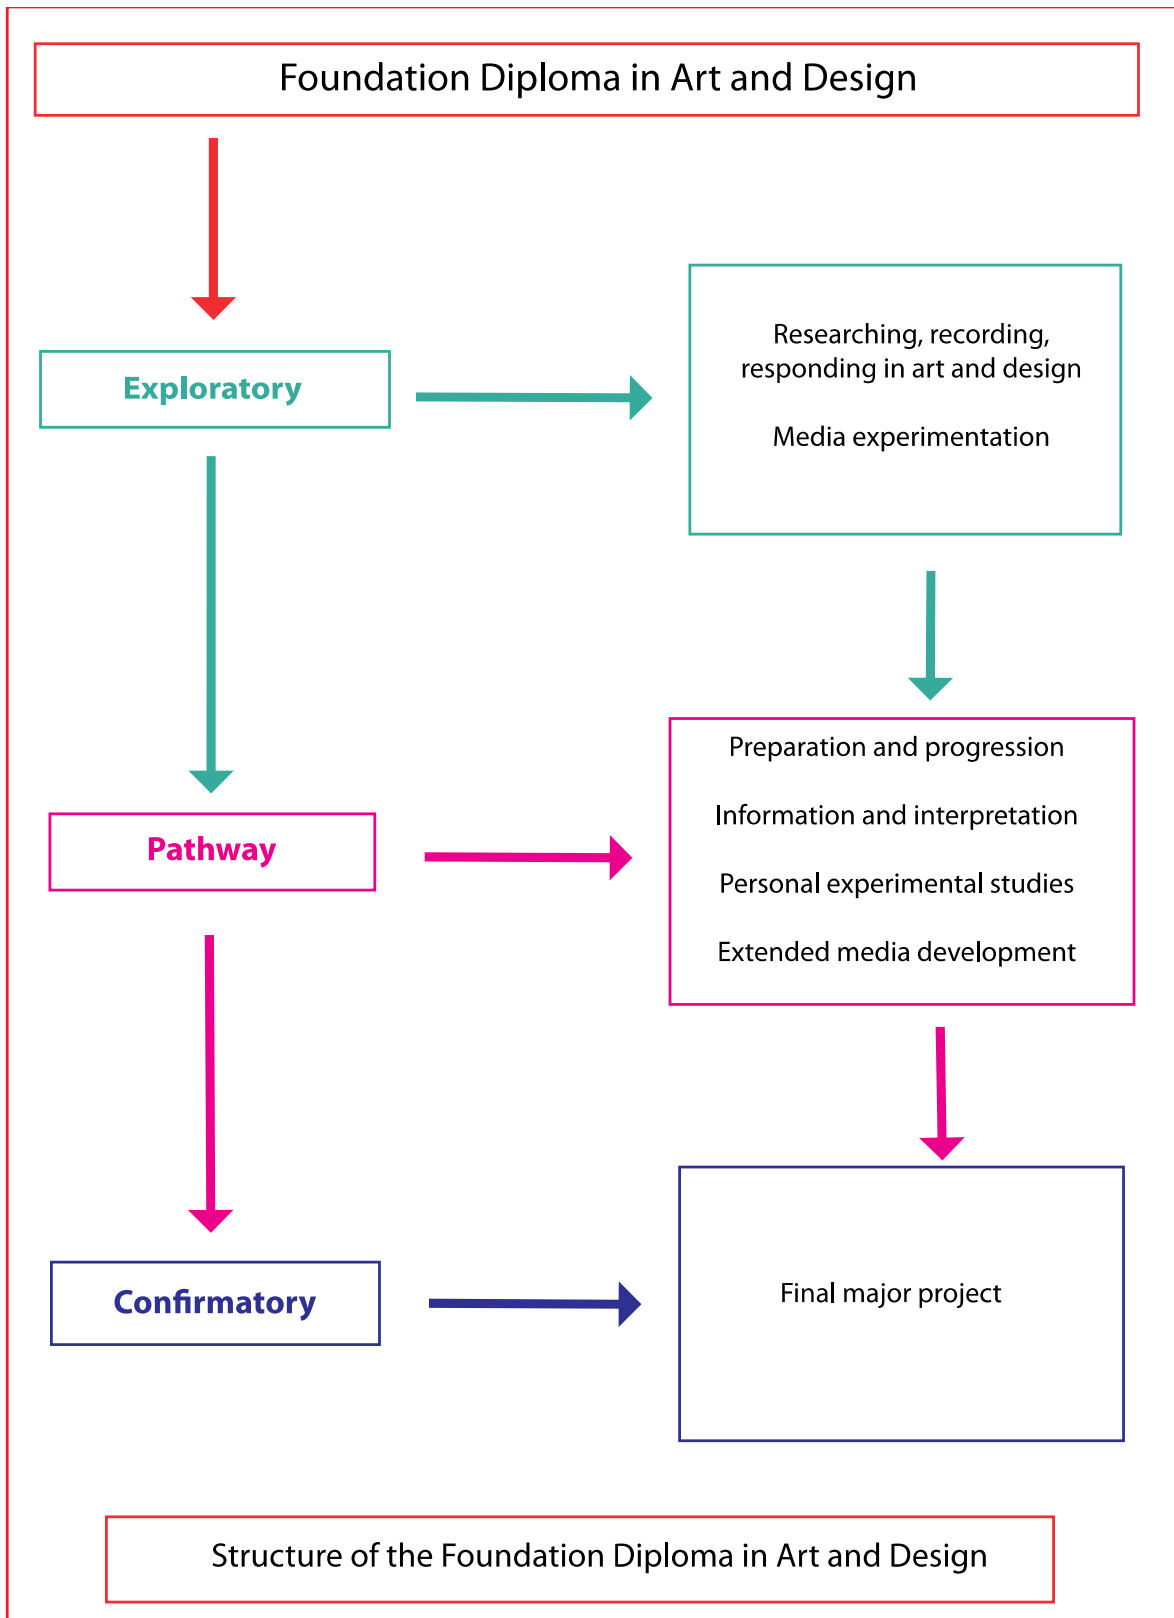 Foundation Diploma in Art and Design
Exploratory
Researching, recording,
responding in art and design
Media experimentation
Pathway
Preparation and progression
Information and interpretation
Personal experimental studies
Extended media development
Confirmatory
Final major project
Structure of the Foundation Diploma in Art and Design